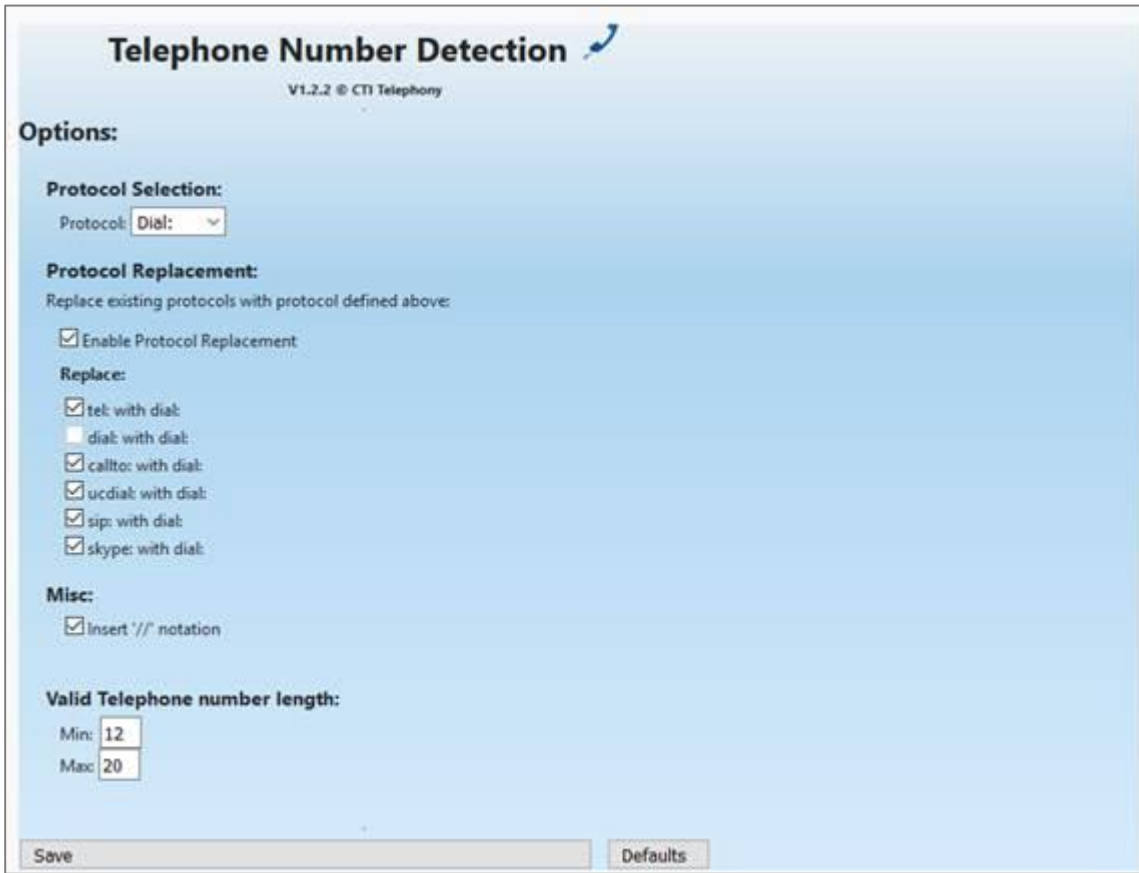 Telephone Number Detection
V1.2.2 © CTI Telephony
Options:
Protocol Selection:
Protocol: Dial:
Protocol Replacement:
Replace existing protocols with protocol defined above:
Enable Protocol Replacement
Replace:
tel: with dial:
dial: with dial:
callto: with dial:
ucdial: with dial:
sip: with dial:
skype: with dial:
Misc:
Insert '//' notation
Valid Telephone number length:
Min: 12
Max: 20
Save Defaults